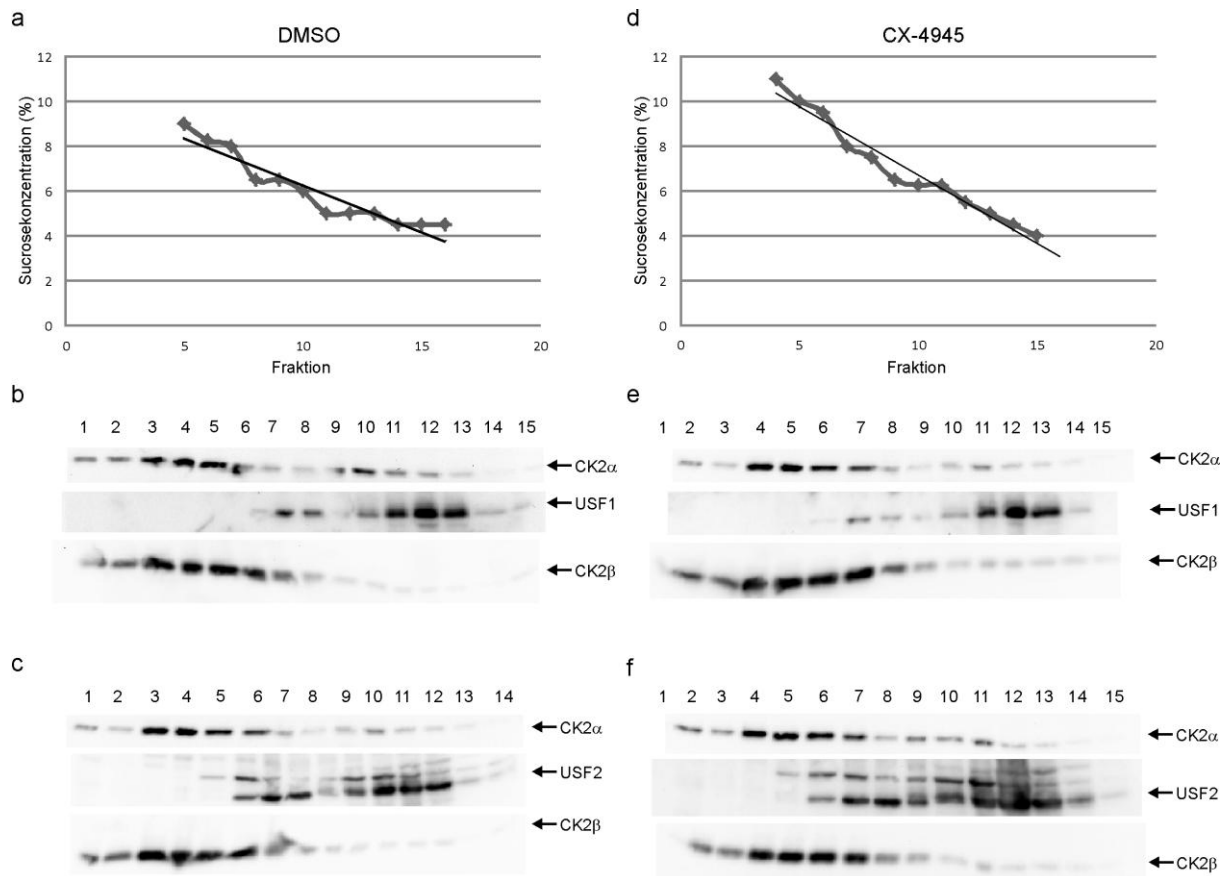 a
DMSO
Sucrosekonzentration (%)
12
10
8
6
4
2
0
0 5 10 15 20
Fraktion
d
CX-4945
Sucrosekonzentration (%)
12
10
8
6
4
2
0
0 5 10 15 20
Fraktion
b
1 2 3 4 5 6 7 8 9 10 11 12 13 14 15
CK2α
USF1
CK2β
e
1 2 3 4 5 6 7 8 9 10 11 12 13 14 15
CK2α
USF1
CK2β
c
1 2 3 4 5 6 7 8 9 10 11 12 13 14
CK2α
USF2
CK2β
f
1 2 3 4 5 6 7 8 9 10 11 12 13 14 15
CK2α
USF2
CK2β